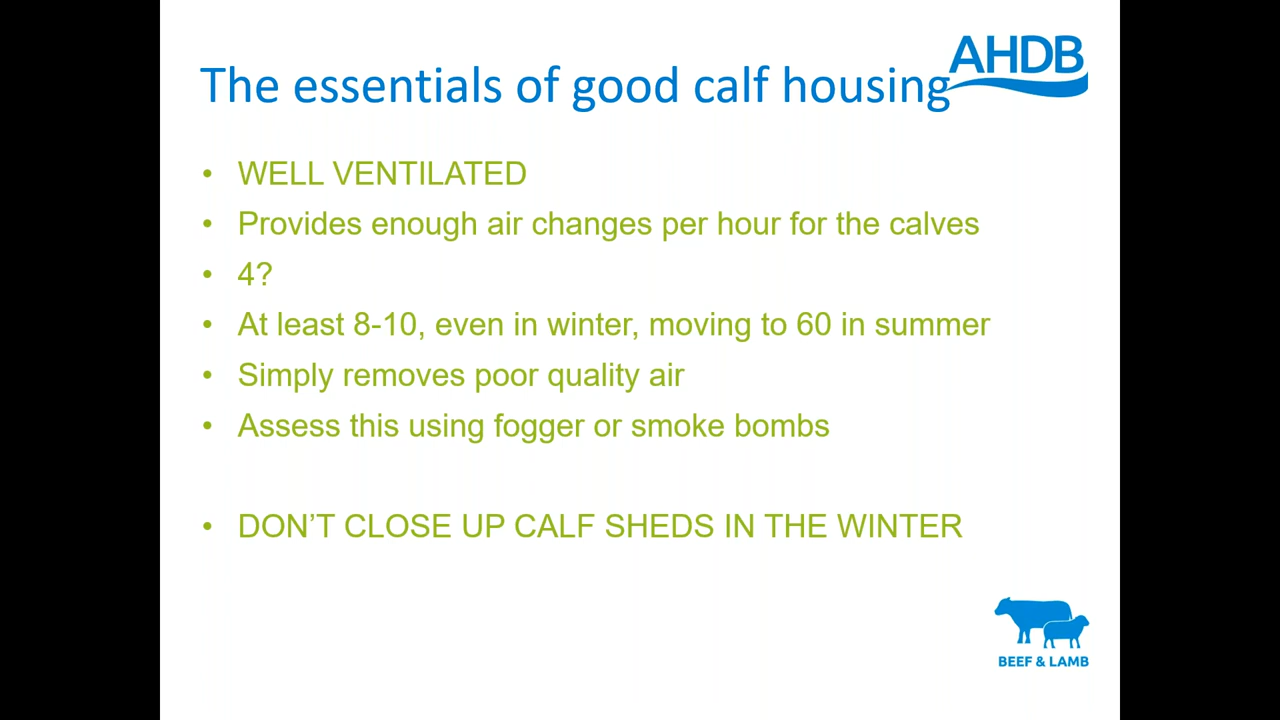 AHDB
The essentials of good calf housing
• WELL VENTILATED
• Provides enough air changes per hour for the calves
• 4?
• At least 8-10, even in winter, moving to 60 in summer
• Simply removes poor quality air
• Assess this using fogger or smoke bombs
• DON’T CLOSE UP CALF SHEDS IN THE WINTER
BEEF & LAMB